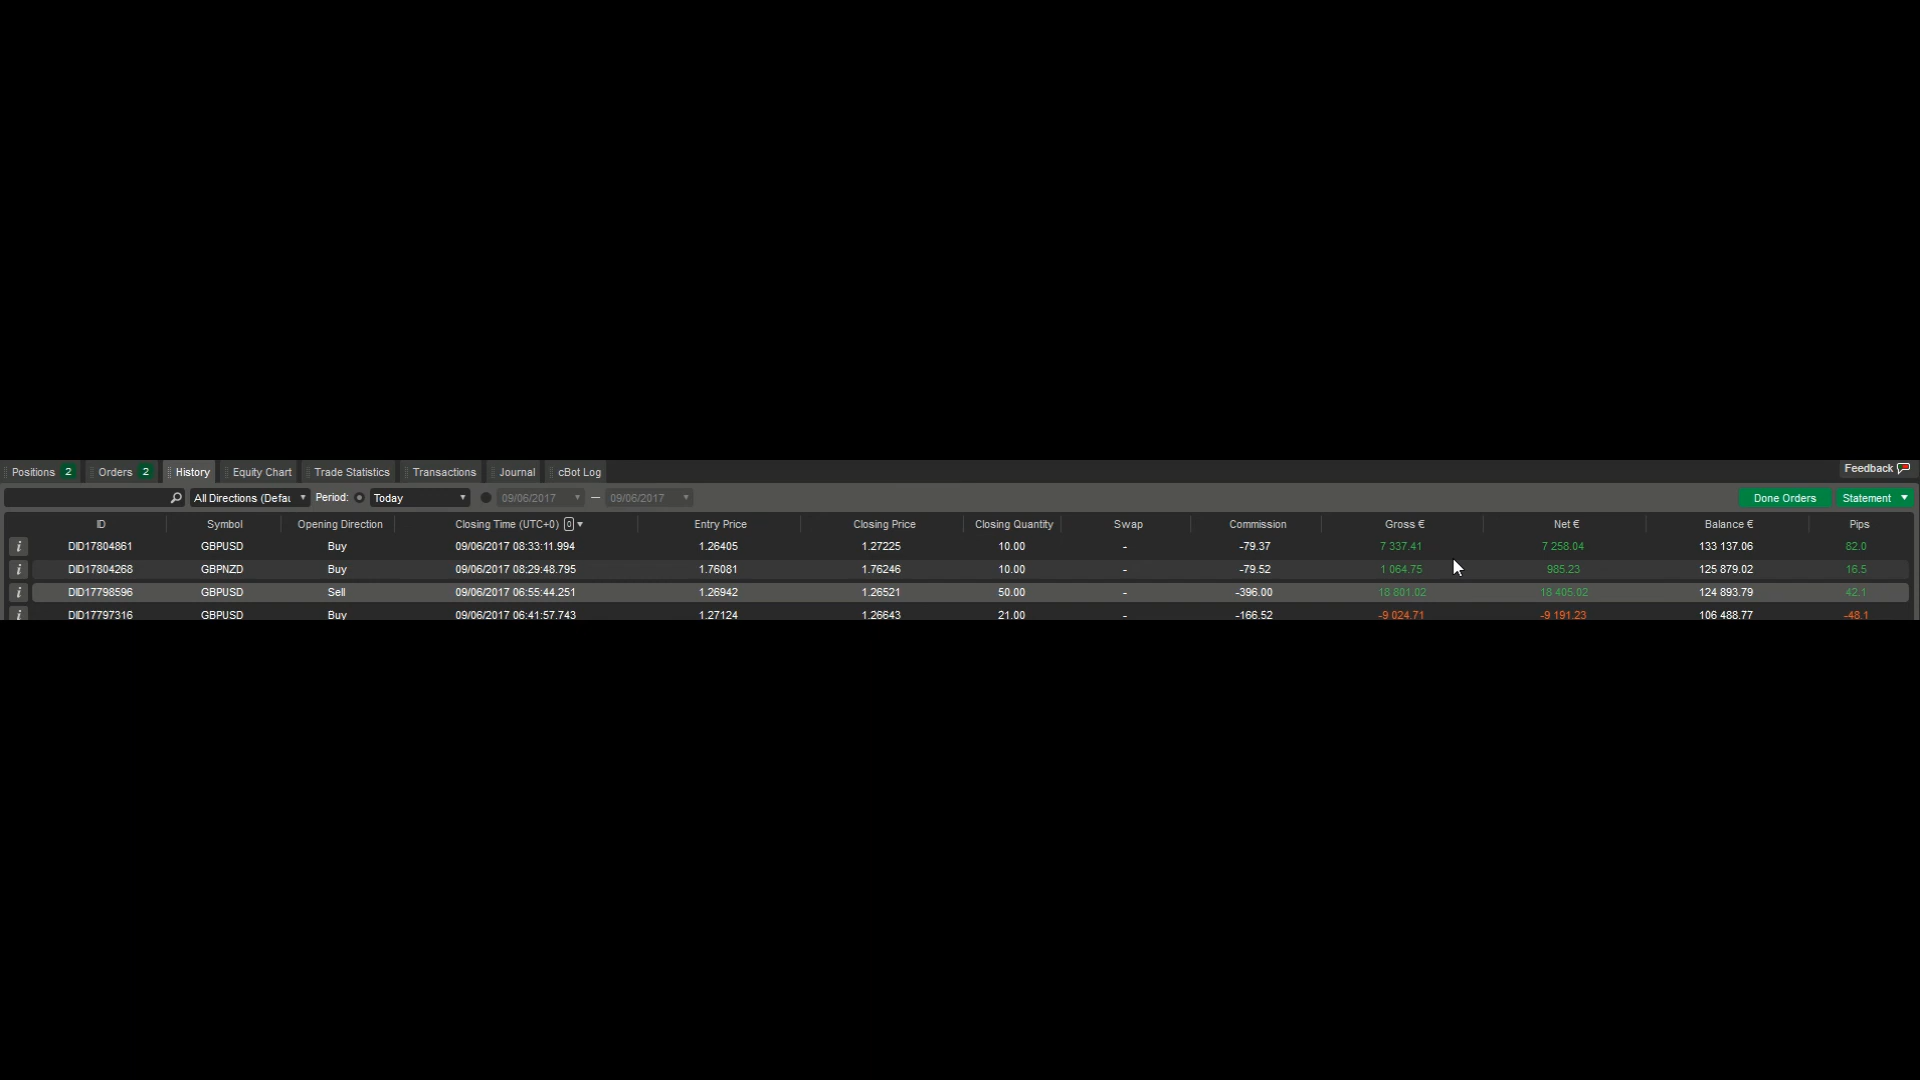 Positions 2 Orders 2 History Equity Chart Trade Statistics Transactions Journal cBot Log Feedback
All Directions (Defau Period: Today 09/06/2017 — 09/06/2017 Done Orders Statement
ID Symbol Opening Direction Closing Time (UTC+0) 0 Entry Price Closing Price Closing Quantity Swap Commission Gross € Net € Balance € Pips
i DID17804861 GBPUSD Buy 09/06/2017 08:33:11.994 1.26405 1.27225 10.00 - -79.37 7 337.41 7 258.04 133 137.06 82.0
i DID17804268 GBPNZD Buy 09/06/2017 08:29:48.795 1.76081 1.76246 10.00 - -79.52 1 064.75 985.23 125 879.02 16.5
i DID17798596 GBPUSD Sell 09/06/2017 06:55:44.251 1.26942 1.26521 50.00 - -396.00 18 801.02 18 405.02 124 893.79 42.1
i DID17797316 GBPUSD Buy 09/06/2017 06:41:57.743 1.27124 1.26643 21.00 - -166.52 -9 024.71 -9 191.23 106 488.77 -48.1